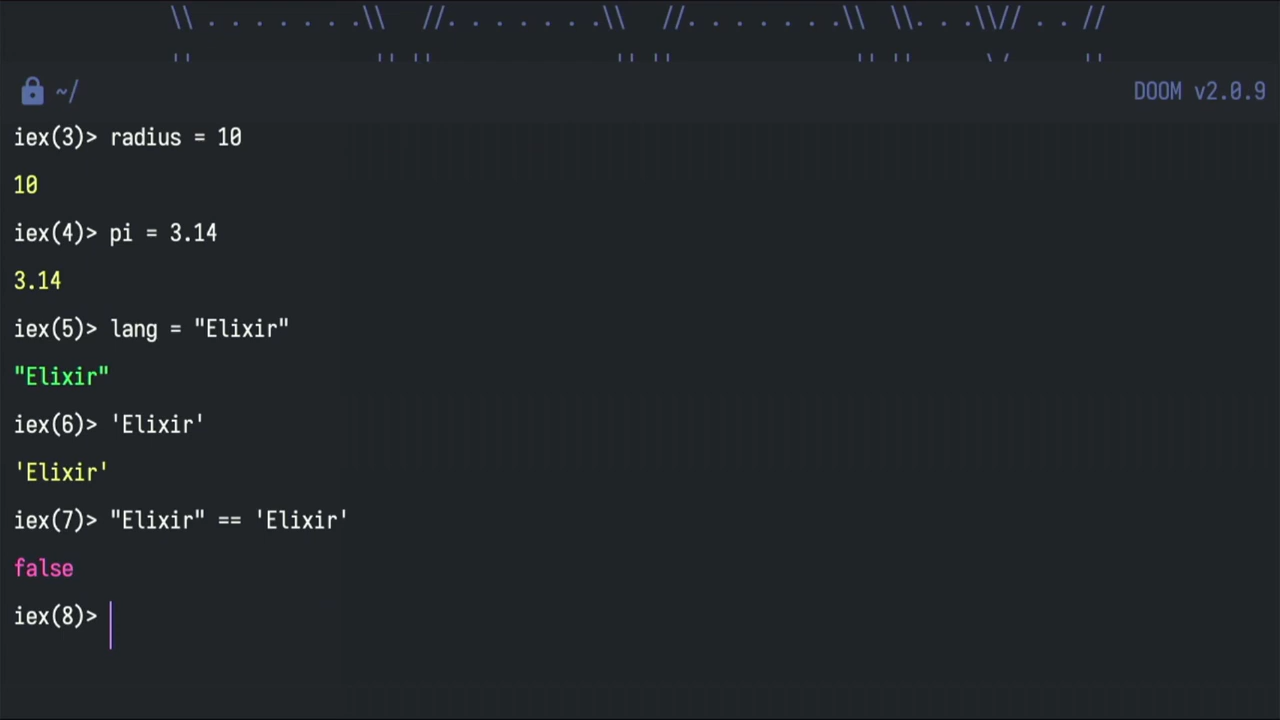 \\ . . . . . . .\\   //. . . . . . .\\   //. . . . . . .\\  \\. . .\\// . . //
~/
DOOM v2.0.9
iex(3)> radius = 10
10
iex(4)> pi = 3.14
3.14
iex(5)> lang = "Elixir"
"Elixir"
iex(6)> 'Elixir'
'Elixir'
iex(7)> "Elixir" == 'Elixir'
false
iex(8)>